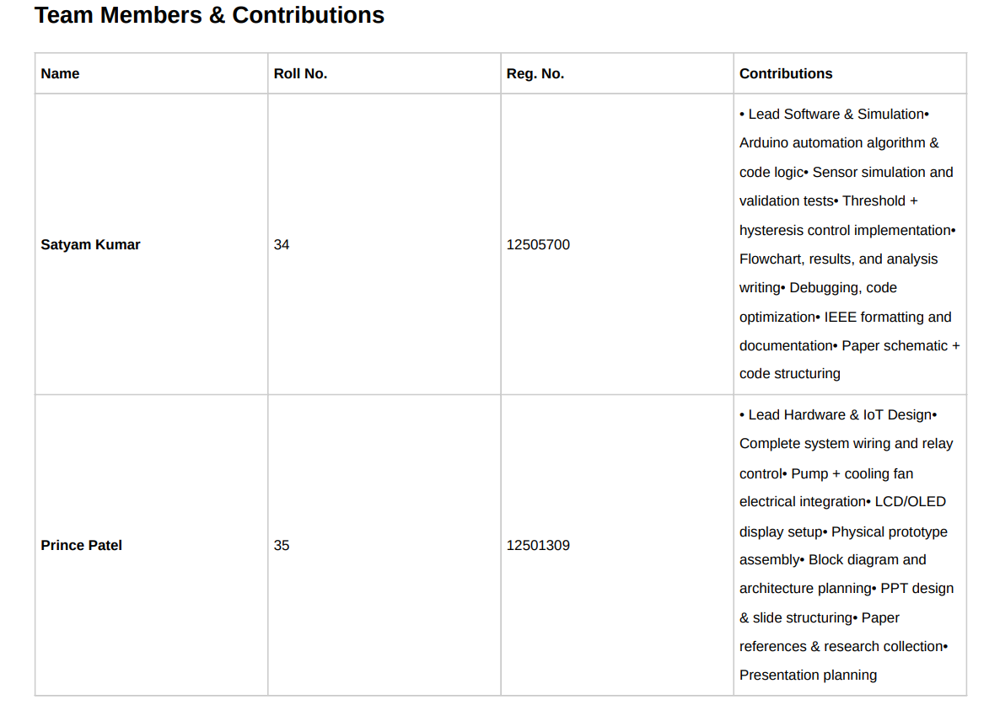 Team Members & Contributions
Name Roll No. Reg. No. Contributions
Satyam Kumar 34 12505700
• Lead Software & Simulation•
Arduino automation algorithm &
code logic• Sensor simulation and
validation tests• Threshold +
hysteresis control implementation•
Flowchart, results, and analysis
writing• Debugging, code
optimization• IEEE formatting and
documentation• Paper schematic +
code structuring
Prince Patel 35 12501309
• Lead Hardware & IoT Design•
Complete system wiring and relay
control• Pump + cooling fan
electrical integration• LCD/OLED
display setup• Physical prototype
assembly• Block diagram and
architecture planning• PPT design
& slide structuring• Paper
references & research collection•
Presentation planning